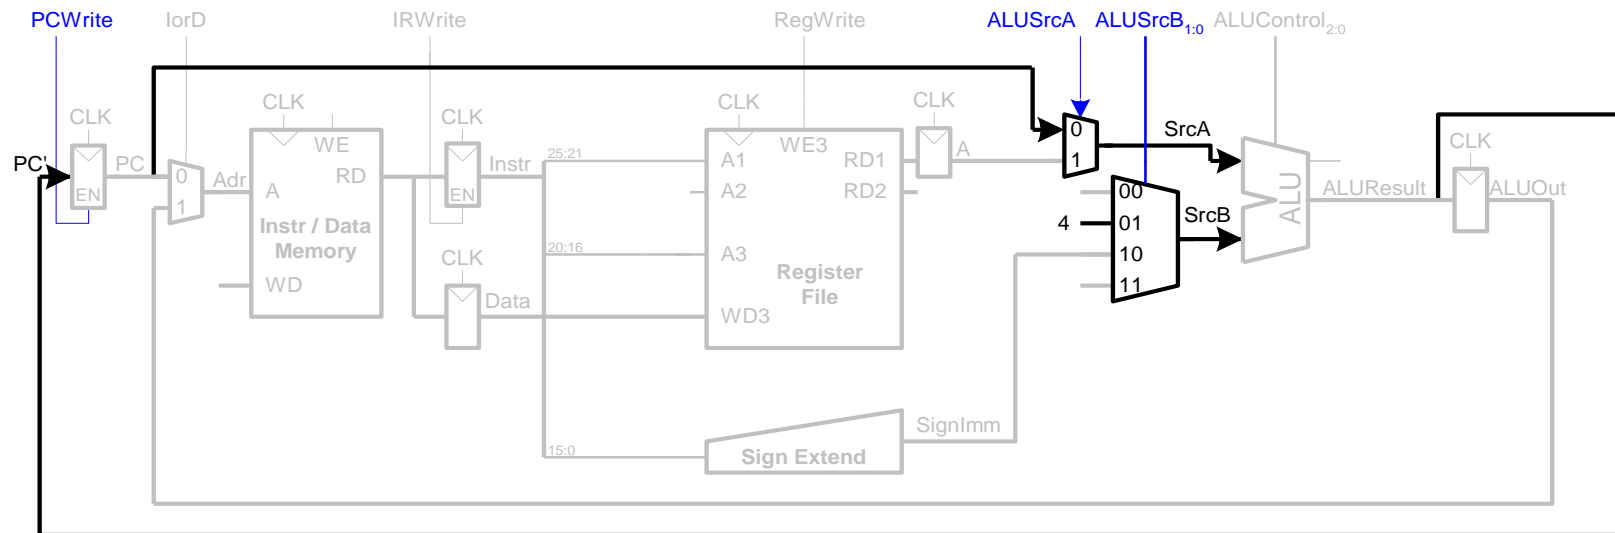 PCWrite IorD IRWrite RegWrite ALUSrcA ALUSrcB1:0 ALUControl2:0
CLK CLK CLK CLK CLK CLK
PC' PC EN
0 1 Adr
WE
A RD
Instr / Data
Memory
WD
EN Instr
CLK
Data
25:21
20:16
15:0
WE3
A1 RD1
A2 RD2
A3
Register
File
WD3
A
0
1
SrcA
00
4 01
10
11
SrcB
ALU
ALUResult
ALUOut
SignImm
Sign Extend